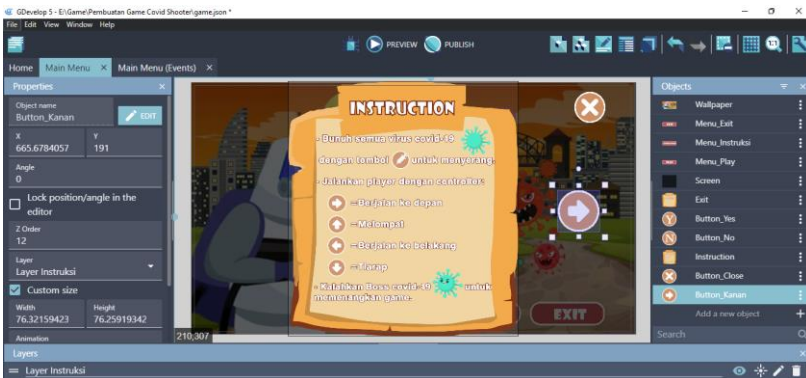 GDevelop 5 - E:\Game\Pembuatan Game Covid Shooter\game.json *
File Edit View Window Help
PREVIEW PUBLISH
Home Main Menu × Main Menu (Events) ×
Properties
Object name
Button_Kanan
EDIT
X Y
665.6784057 191
Angle
0
Lock position/angle in the editor
Z Order
12
Layer
Layer Instruksi
Custom size
Width Height
76.32159423 76.25919342
Animation
INSTRUCTION
- Bunuh semua virus covid-19
dengan tombol untuk menyerang.
- Jalankan player dengan controller:
=Berjalan ke depan
=Melompat
=Berjalan ke belakang
=Tiarap
- Kalahkan Boss covid-19 untuk
memenangkan game.
EXIT
210;307
Objects
Wallpaper
Menu_Exit
Menu_Instruksi
Menu_Play
Screen
Exit
Y Button_Yes
N Button_No
Instruction
Button_Close
Button_Kanan
Add a new object +
Search
Layers
Layer Instruksi